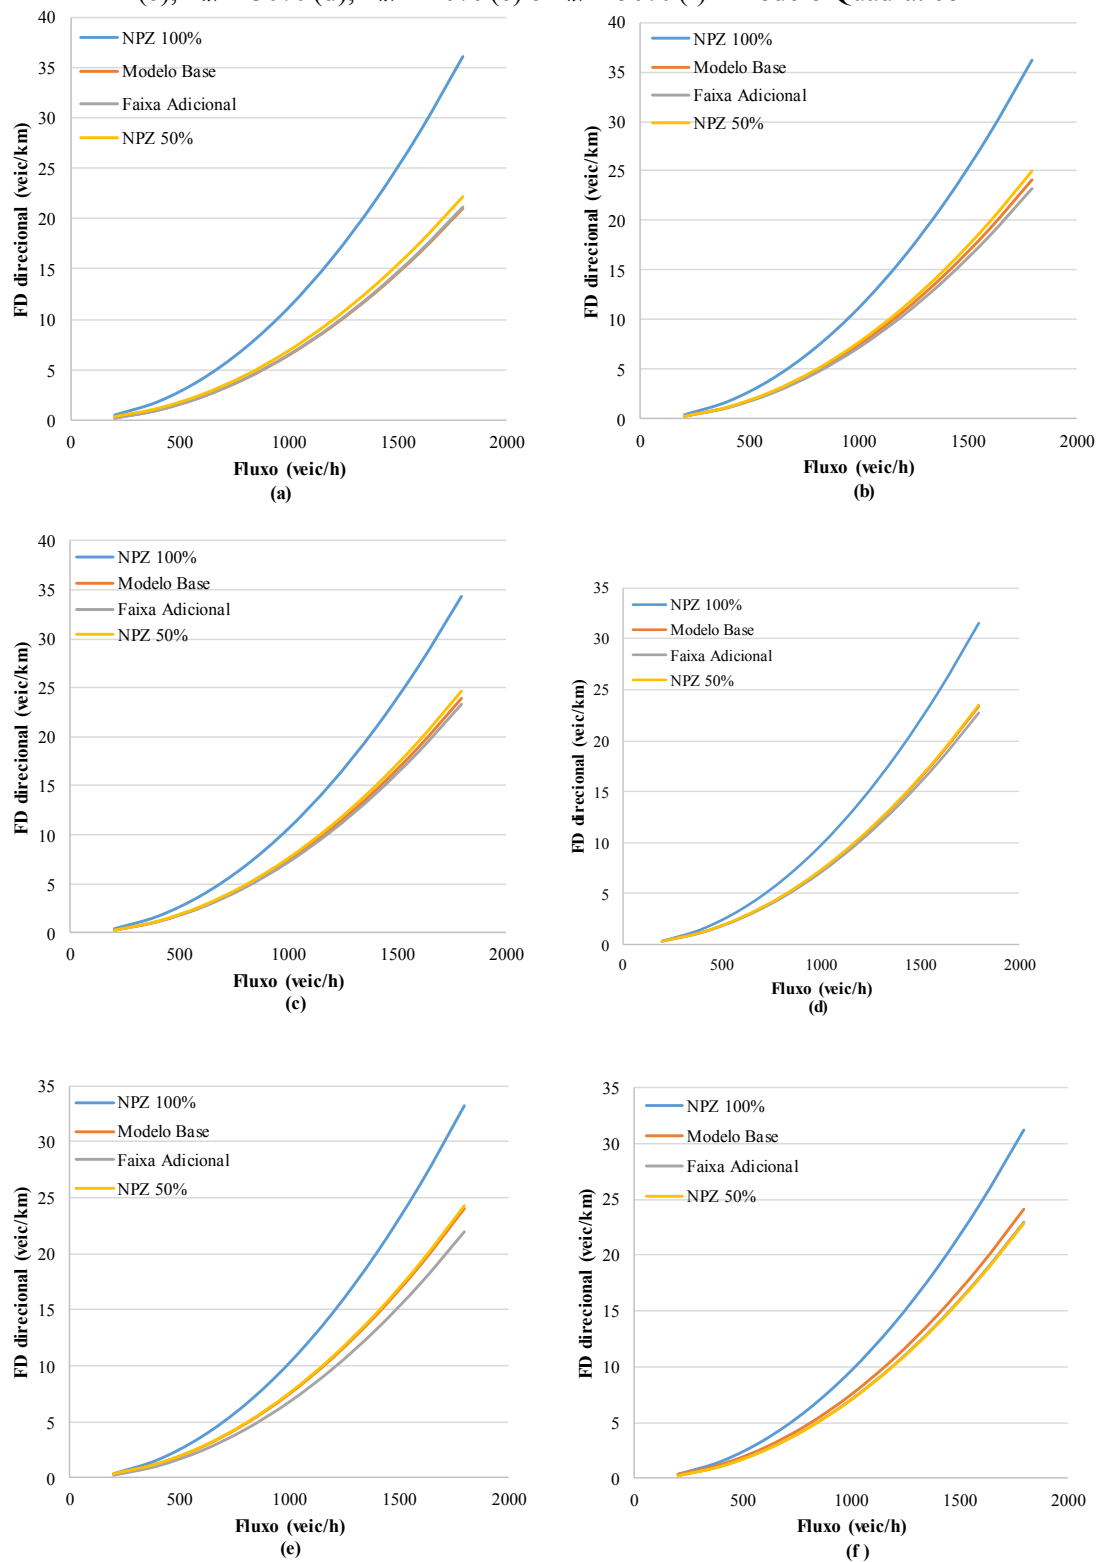 FD direcional (veic/km)
40
35
30
25
20
15
10
5
0
NPZ 100%
Modelo Base
Faixa Adicional
NPZ 50%
0 500 1000 1500 2000
Fluxo (veic/h)
(a)
FD direcional (veic/km)
40
35
30
25
20
15
10
5
0
NPZ 100%
Modelo Base
Faixa Adicional
NPZ 50%
0 500 1000 1500 2000
Fluxo (veic/h)
(b)
FD direcional (veic/km)
40
35
30
25
20
15
10
5
0
NPZ 100%
Modelo Base
Faixa Adicional
NPZ 50%
0 500 1000 1500 2000
Fluxo (veic/h)
(c)
FD direcional (veic/km)
35
30
25
20
15
10
5
0
NPZ 100%
Modelo Base
Faixa Adicional
NPZ 50%
0 500 1000 1500 2000
Fluxo (veic/h)
(d)
FD direcional (veic/km)
35
30
25
20
15
10
5
0
NPZ 100%
Modelo Base
Faixa Adicional
NPZ 50%
0 500 1000 1500 2000
Fluxo (veic/h)
(e)
FD direcional (veic/km)
35
30
25
20
15
10
5
0
NPZ 100%
Modelo Base
Faixa Adicional
NPZ 50%
0 500 1000 1500 2000
Fluxo (veic/h)
(f )